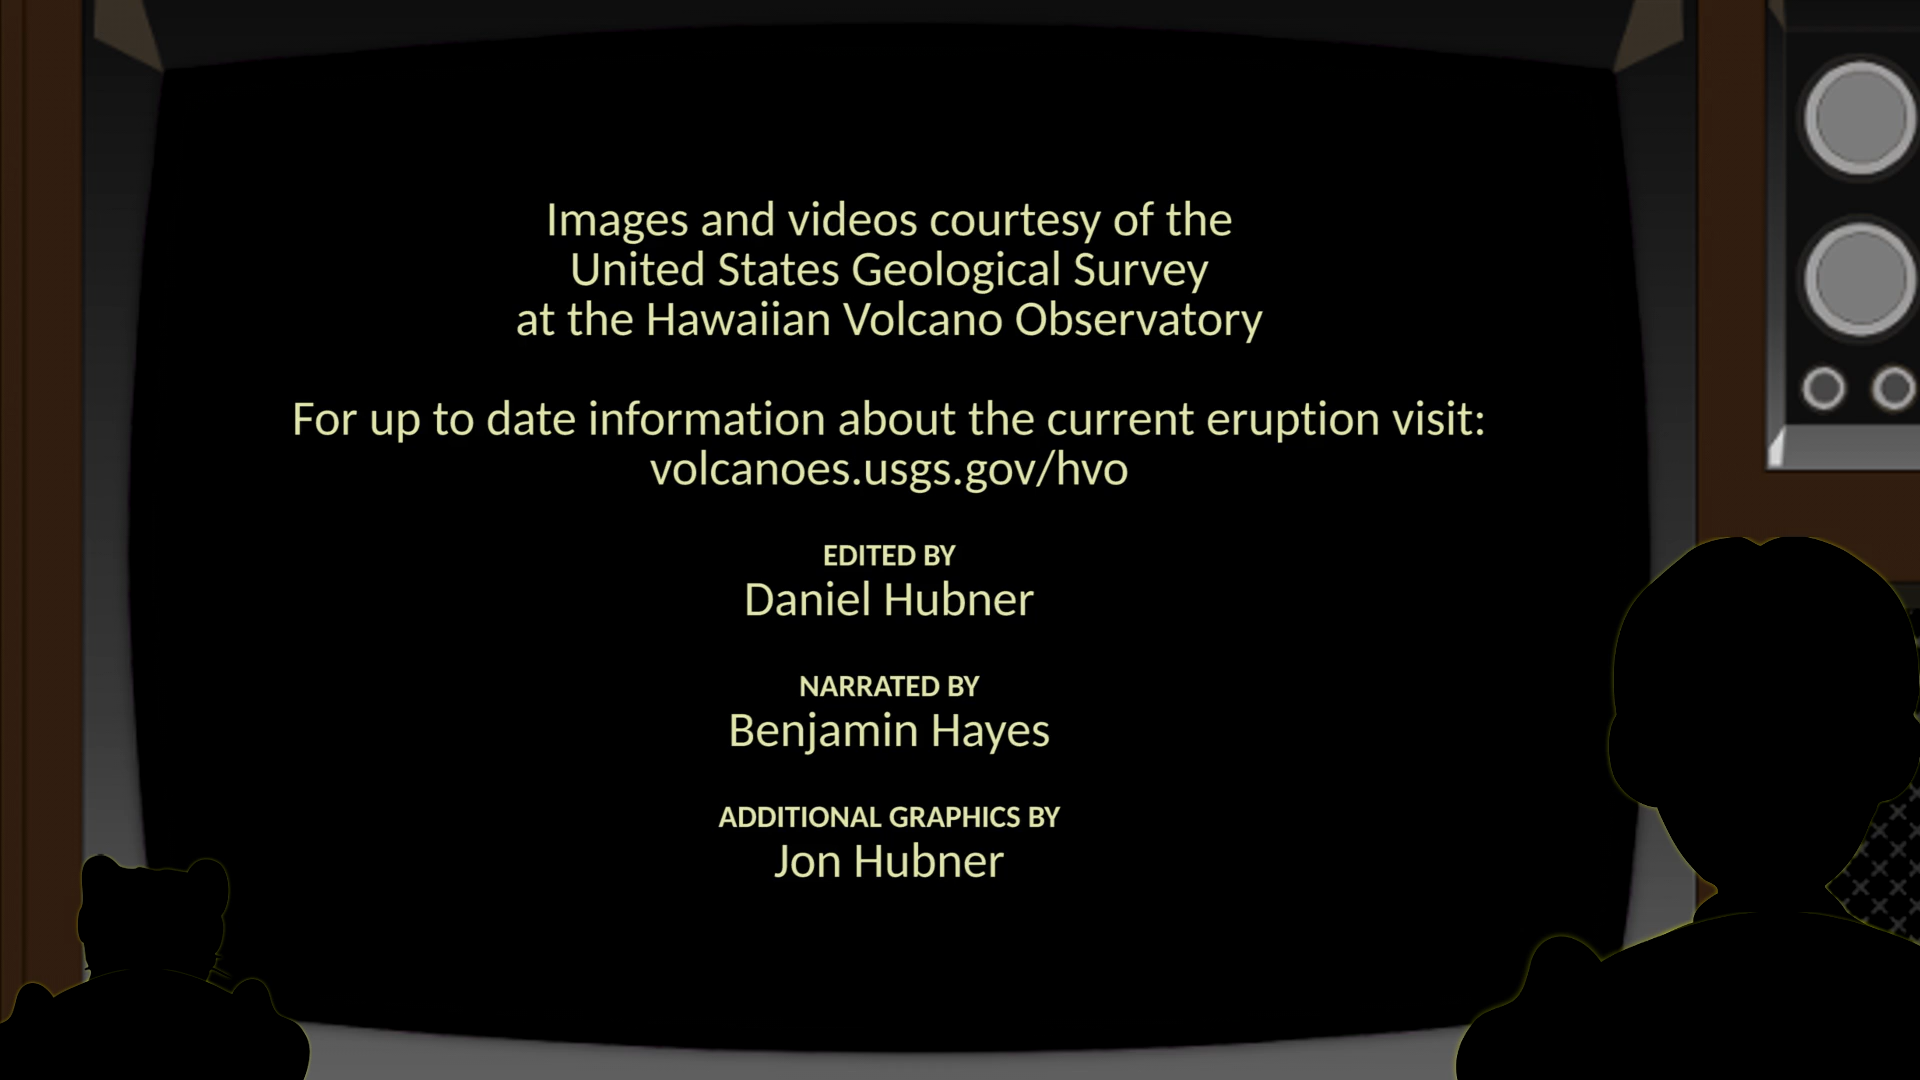 Images and videos courtesy of the
United States Geological Survey
at the Hawaiian Volcano Observatory
For up to date information about the current eruption visit:
volcanoes.usgs.gov/hvo
EDITED BY
Daniel Hubner
NARRATED BY
Benjamin Hayes
ADDITIONAL GRAPHICS BY
Jon Hubner